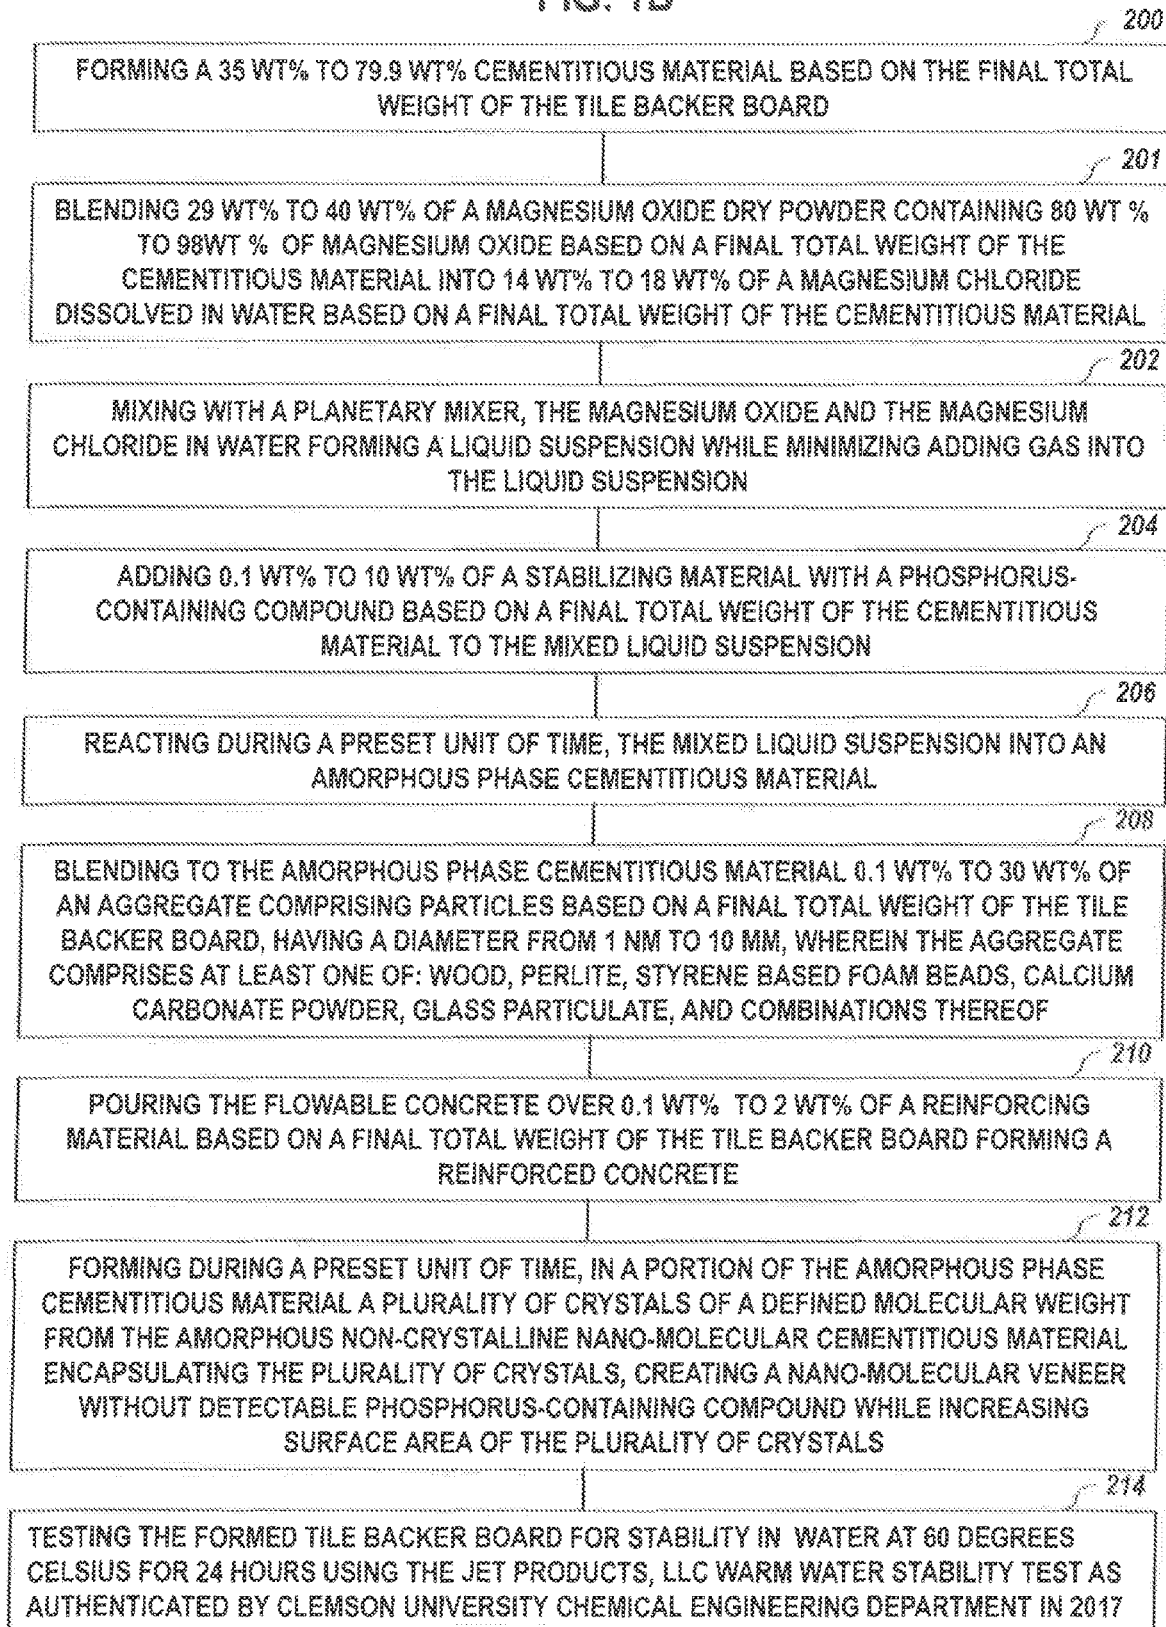 FIG. 1B
200
FORMING A 35 WT% TO 79.9 WT% CEMENTITIOUS MATERIAL BASED ON THE FINAL TOTAL
WEIGHT OF THE TILE BACKER BOARD
201
BLENDING 29 WT% TO 40 WT% OF A MAGNESIUM OXIDE DRY POWDER CONTAINING 80 WT %
TO 98WT % OF MAGNESIUM OXIDE BASED ON A FINAL TOTAL WEIGHT OF THE
CEMENTITIOUS MATERIAL INTO 14 WT% TO 18 WT% OF A MAGNESIUM CHLORIDE
DISSOLVED IN WATER BASED ON A FINAL TOTAL WEIGHT OF THE CEMENTITIOUS MATERIAL
202
MIXING WITH A PLANETARY MIXER, THE MAGNESIUM OXIDE AND THE MAGNESIUM
CHLORIDE IN WATER FORMING A LIQUID SUSPENSION WHILE MINIMIZING ADDING GAS INTO
THE LIQUID SUSPENSION
204
ADDING 0.1 WT% TO 10 WT% OF A STABILIZING MATERIAL WITH A PHOSPHORUS-
CONTAINING COMPOUND BASED ON A FINAL TOTAL WEIGHT OF THE CEMENTITIOUS
MATERIAL TO THE MIXED LIQUID SUSPENSION
206
REACTING DURING A PRESET UNIT OF TIME, THE MIXED LIQUID SUSPENSION INTO AN
AMORPHOUS PHASE CEMENTITIOUS MATERIAL
208
BLENDING TO THE AMORPHOUS PHASE CEMENTITIOUS MATERIAL 0.1 WT% TO 30 WT% OF
AN AGGREGATE COMPRISING PARTICLES BASED ON A FINAL TOTAL WEIGHT OF THE TILE
BACKER BOARD, HAVING A DIAMETER FROM 1 NM TO 10 MM, WHEREIN THE AGGREGATE
COMPRISES AT LEAST ONE OF: WOOD, PERLITE, STYRENE BASED FOAM BEADS, CALCIUM
CARBONATE POWDER, GLASS PARTICULATE, AND COMBINATIONS THEREOF
210
POURING THE FLOWABLE CONCRETE OVER 0.1 WT% TO 2 WT% OF A REINFORCING
MATERIAL BASED ON A FINAL TOTAL WEIGHT OF THE TILE BACKER BOARD FORMING A
REINFORCED CONCRETE
212
FORMING DURING A PRESET UNIT OF TIME, IN A PORTION OF THE AMORPHOUS PHASE
CEMENTITIOUS MATERIAL A PLURALITY OF CRYSTALS OF A DEFINED MOLECULAR WEIGHT
FROM THE AMORPHOUS NON-CRYSTALLINE NANO-MOLECULAR CEMENTITIOUS MATERIAL
ENCAPSULATING THE PLURALITY OF CRYSTALS, CREATING A NANO-MOLECULAR VENEER
WITHOUT DETECTABLE PHOSPHORUS-CONTAINING COMPOUND WHILE INCREASING
SURFACE AREA OF THE PLURALITY OF CRYSTALS
214
TESTING THE FORMED TILE BACKER BOARD FOR STABILITY IN WATER AT 60 DEGREES
CELSIUS FOR 24 HOURS USING THE JET PRODUCTS, LLC WARM WATER STABILITY TEST AS
AUTHENTICATED BY CLEMSON UNIVERSITY CHEMICAL ENGINEERING DEPARTMENT IN 2017